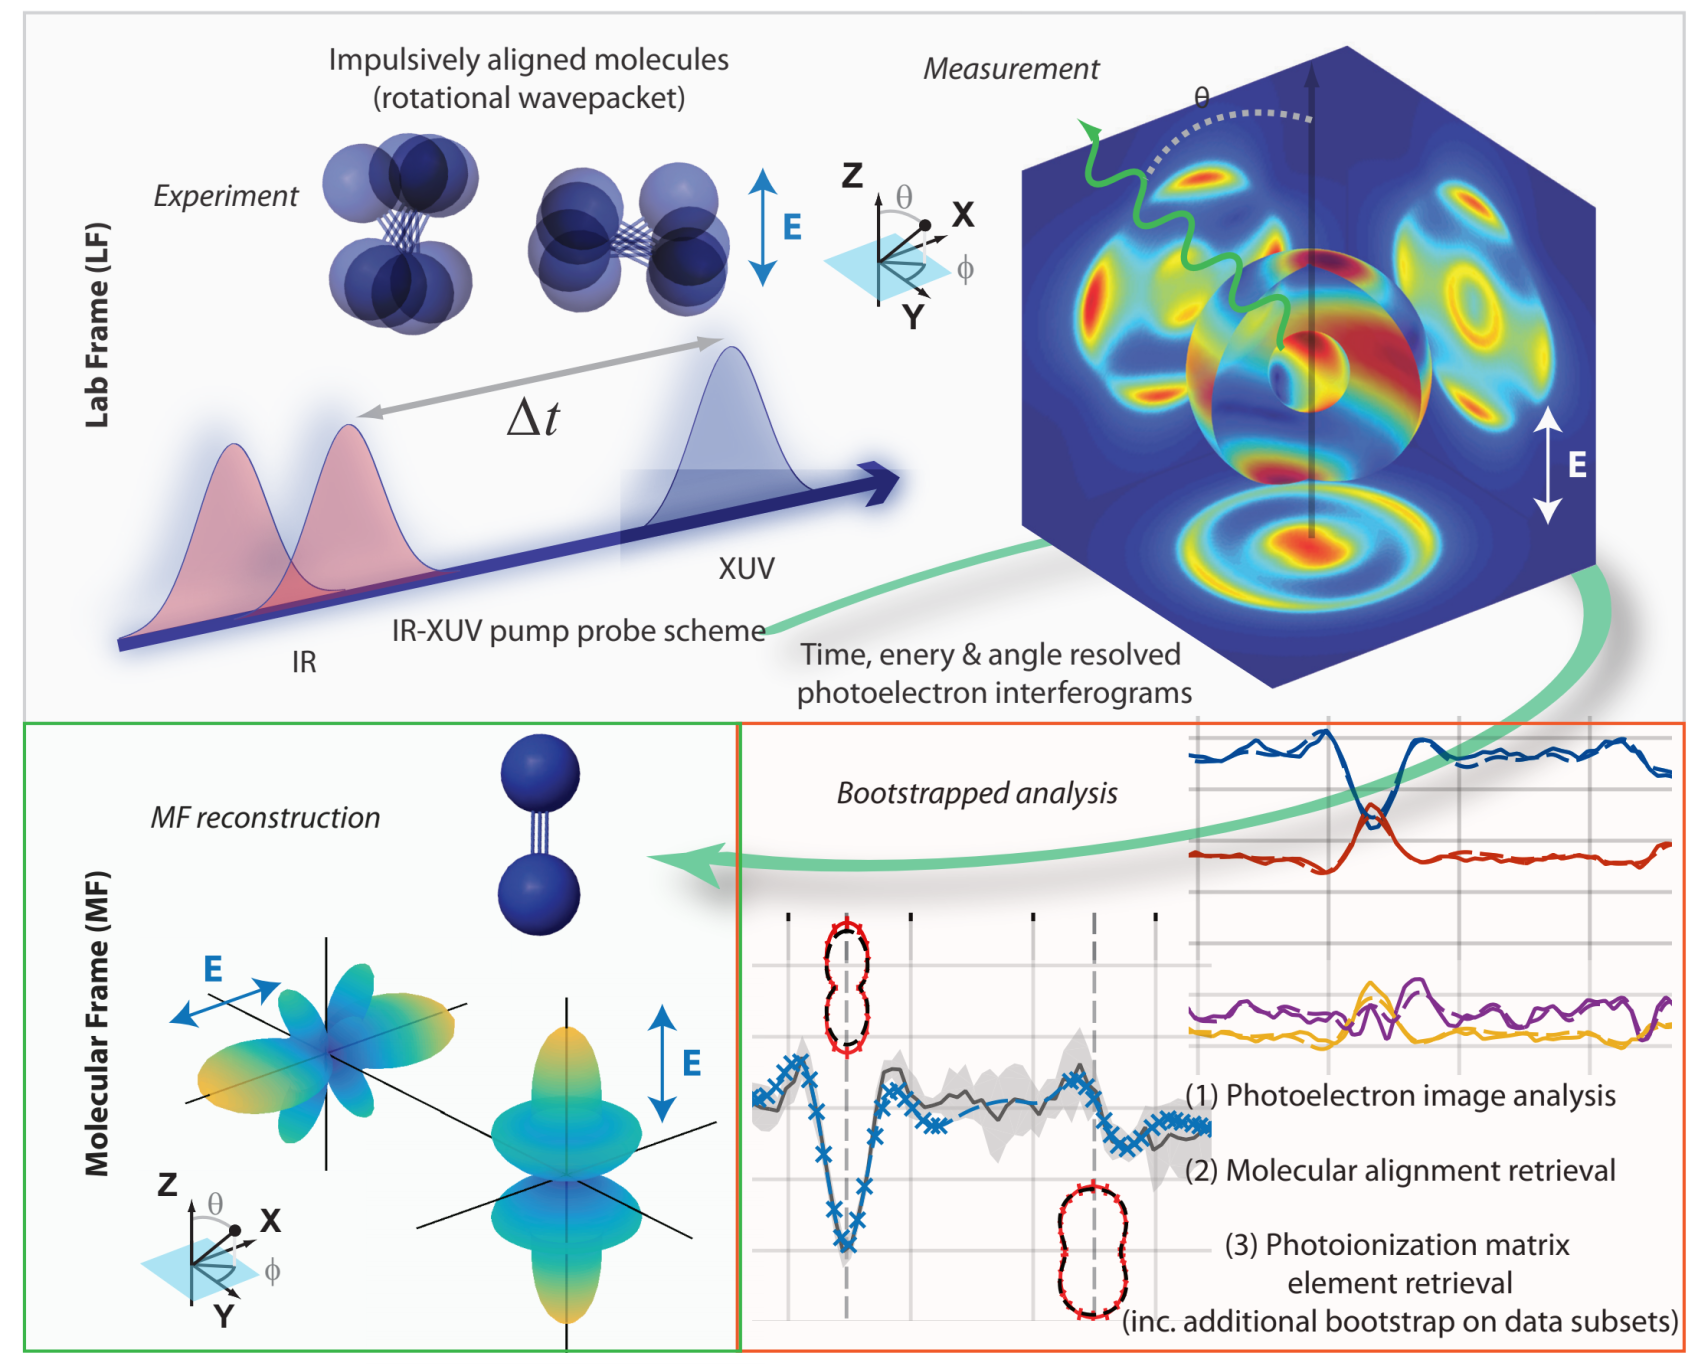 Impulsively aligned molecules
(rotational wavepacket)
Measurement
θ
Experiment
E
Z
θ
X
ϕ
Y
Lab Frame (LF)
Δt
E
XUV
IR-XUV pump probe scheme
IR
Time, enery & angle resolved
photoelectron interferograms
MF reconstruction
Bootstrapped analysis
Molecular Frame (MF)
E
E
Z
θ
X
ϕ
Y
(1) Photoelectron image analysis
(2) Molecular alignment retrieval
(3) Photoionization matrix
element retrieval
(inc. additional bootstrap on data subsets)